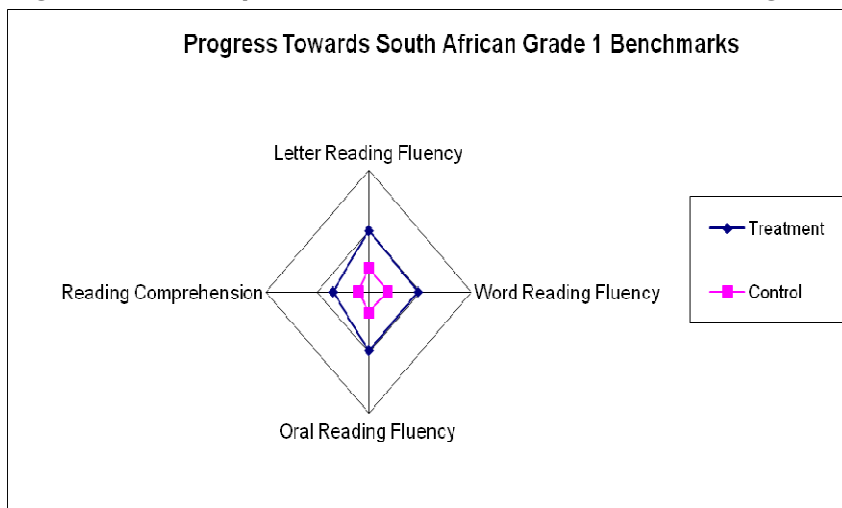 Progress Towards South African Grade 1 Benchmarks
Letter Reading Fluency
Treatment
Reading Comprehension
Word Reading Fluency
Control
Oral Reading Fluency